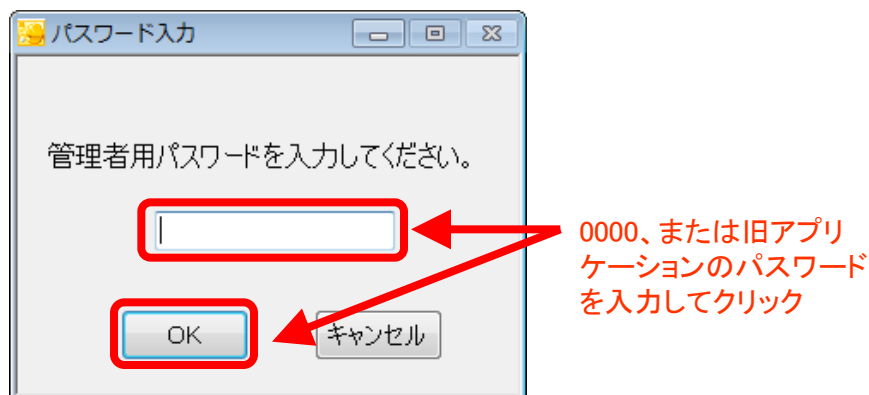 パスワード入力
管理者用パスワードを入力してください。
0000、または旧アプリ
ケーションのパスワード
を入力してクリック
OK
キャンセル